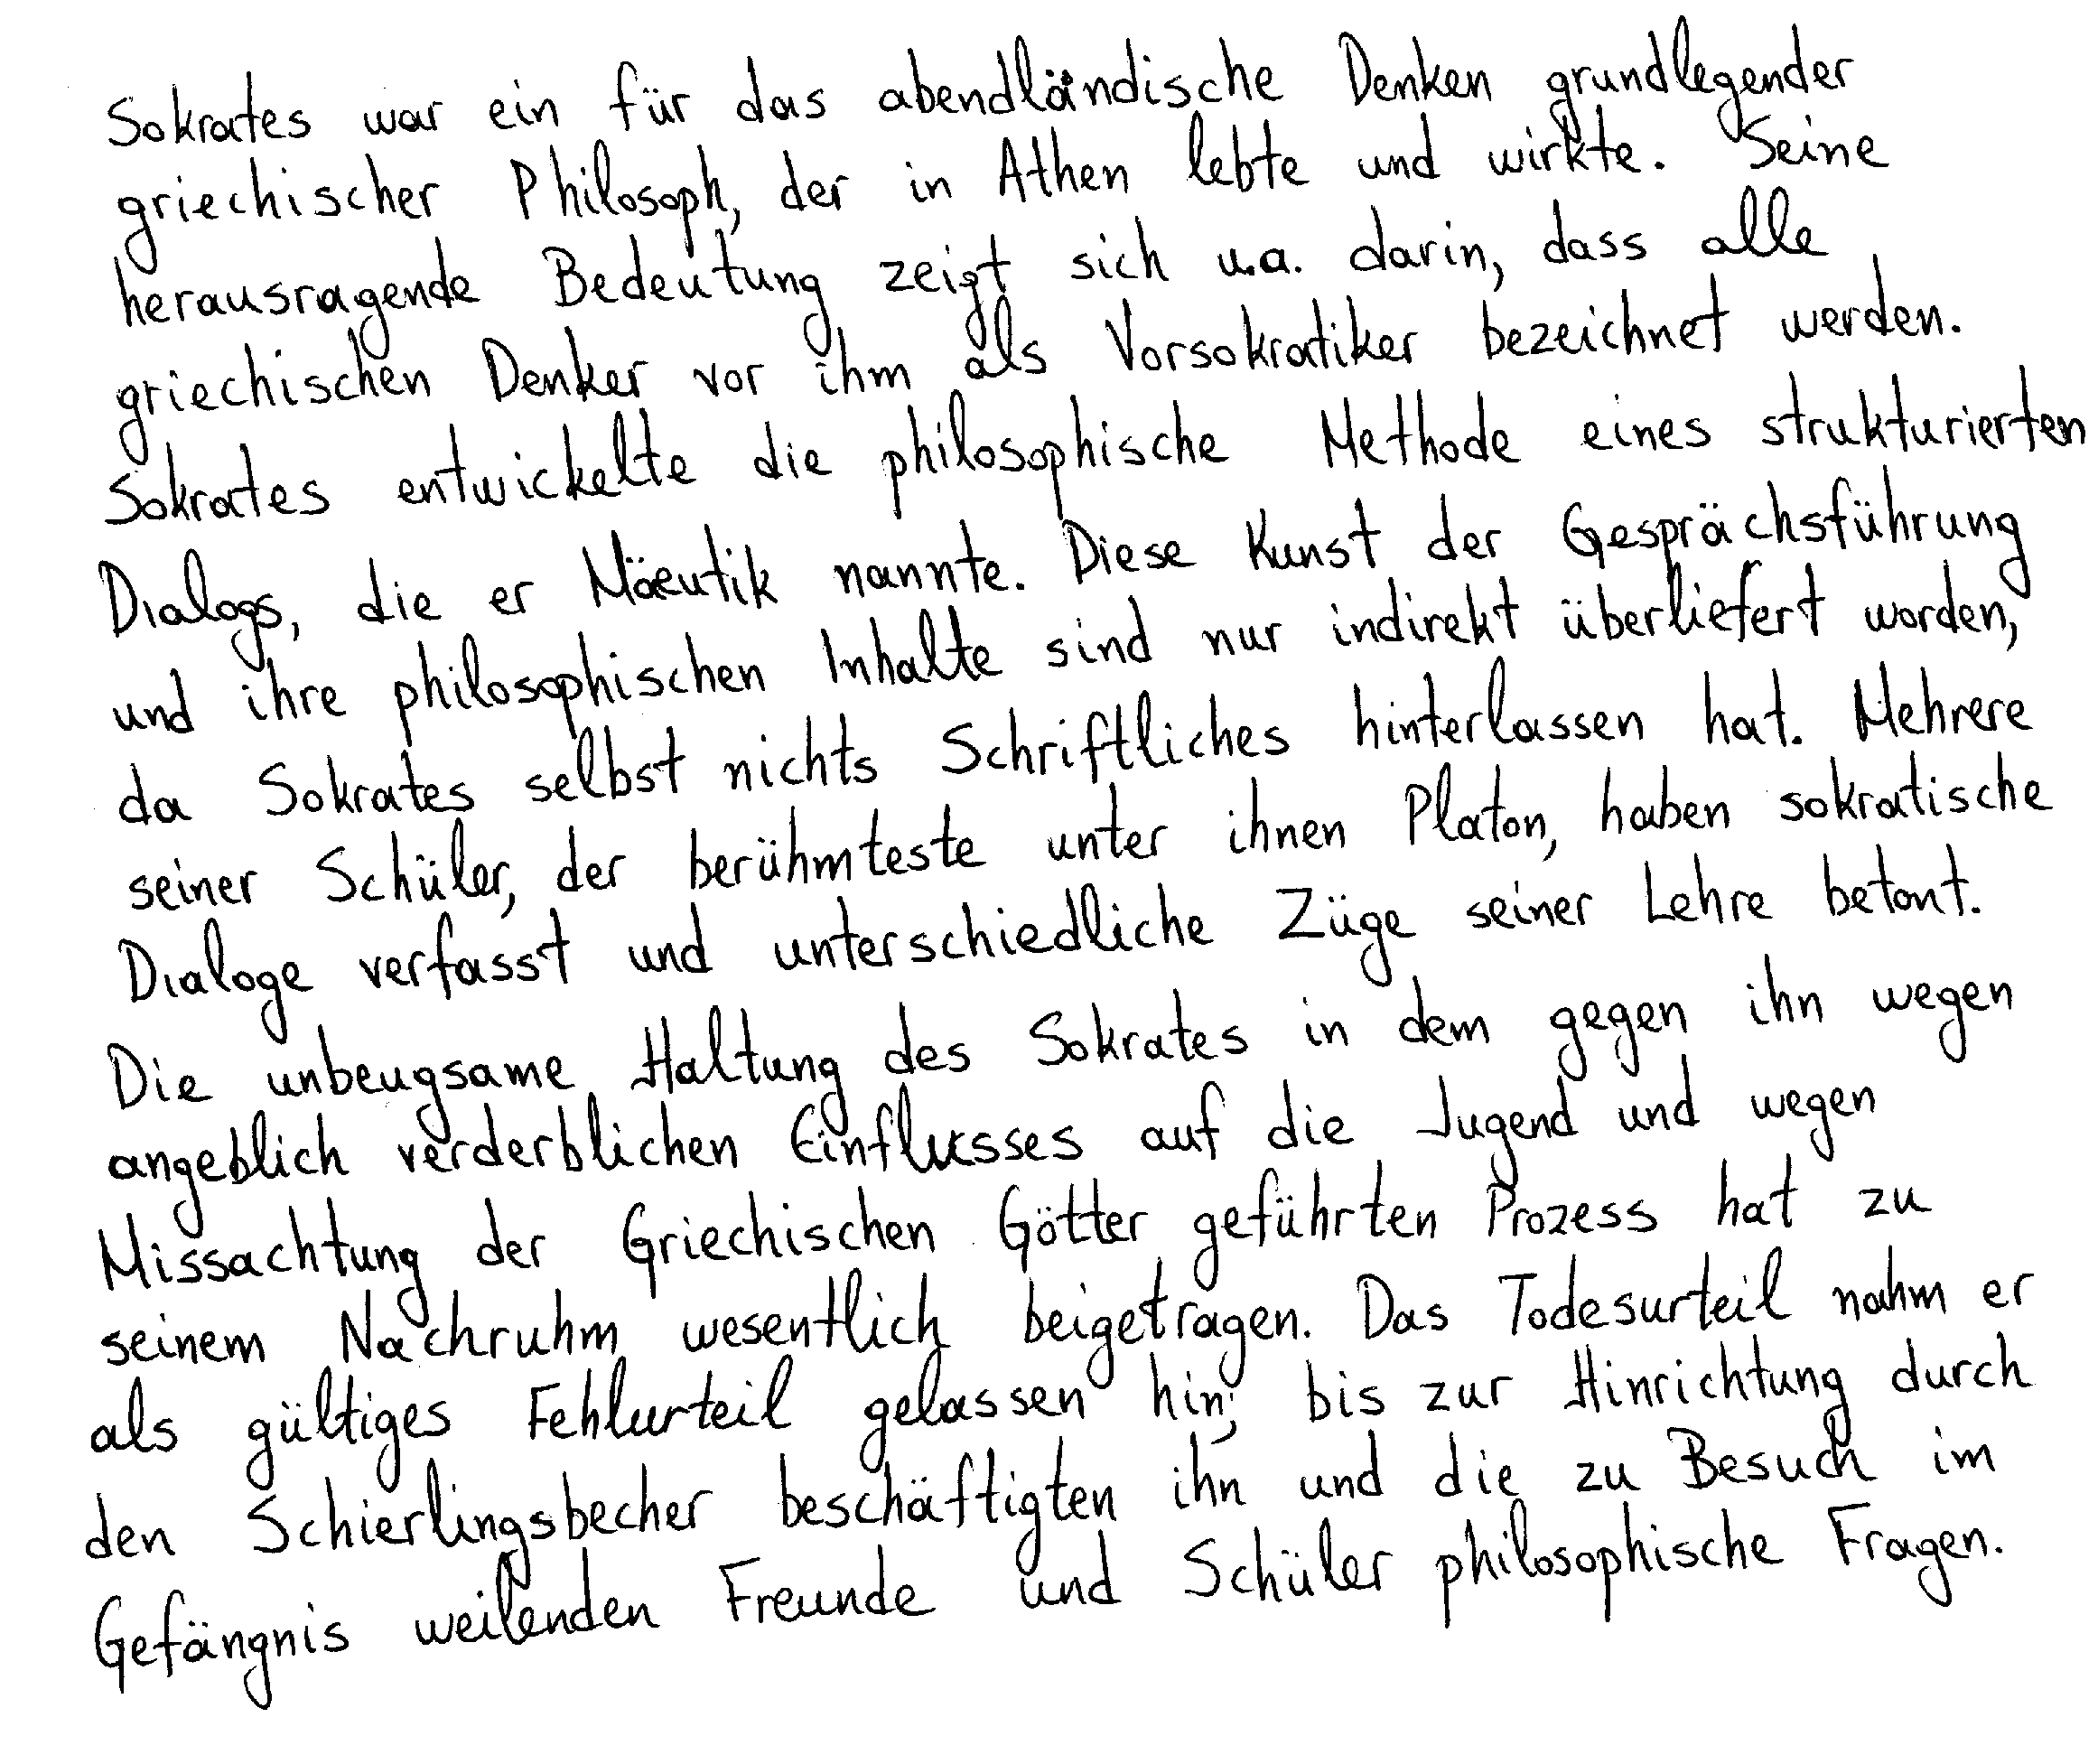 Sokrates war ein für das abendländische Denken grundlegender
griechischer Philosoph, der in Athen lebte und wirkte. Seine
herausragende Bedeutung zeigt sich u.a. darin, dass alle
griechischen Denker vor ihm als Vorsokratiker bezeichnet werden.
Sokrates entwickelte die philosophische Methode eines strukturierten
Dialogs, die er Mäeutik nannte. Diese Kunst der Gesprächsführung
und ihre philosophischen Inhalte sind nur indirekt überliefert worden,
da Sokrates selbst nichts Schriftliches hinterlassen hat. Mehrere
seiner Schüler, der berühmteste unter ihnen Platon, haben sokratische
Dialoge verfasst und unterschiedliche Züge seiner Lehre betont.
Die unbeugsame Haltung des Sokrates in dem gegen ihn wegen
angeblich verderblichen Einflusses auf die Jugend und wegen
Missachtung der Griechischen Götter geführten Prozess hat zu
seinem Nachruhm wesentlich beigetragen. Das Todesurteil nahm er
als gültiges Fehlurteil gelassen hin; bis zur Hinrichtung durch
den Schierlingsbecher beschäftigten ihn und die zu Besuch im
Gefängnis weilenden Freunde und Schüler philosophische Fragen.